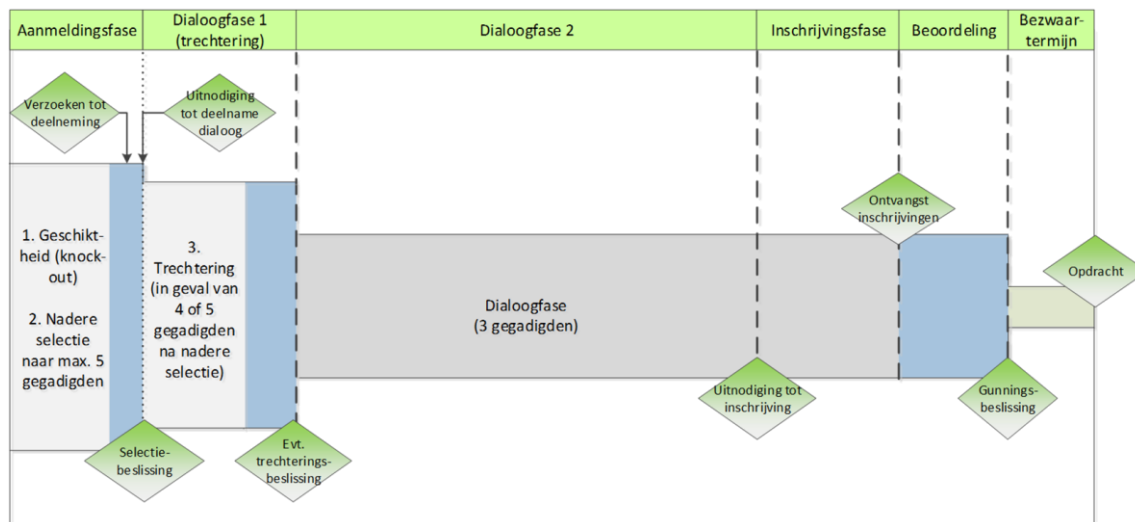 Aanmeldingsfase
Dialoogfase 1
(trechtering)
Dialoogfase 2
Inschrijvingsfase
Beoordeling
Bezwaar-
termijn
Verzoeken tot
deelneming
Uitnodiging
tot deelname
dialoog
1. Geschikt-
heid (knock-
out)
2. Nadere
selectie
naar max. 5
gegadigden
3.
Trechtering
(in geval van
4 of 5
gegadigden
na nadere
selectie)
Dialoogfase
(3 gegadigden)
Ontvangst
inschrijvingen
Opdracht
Selectie-
beslissing
Evt.
trechterings-
beslissing
Uitnodiging tot
inschrijving
Gunnings-
beslissing